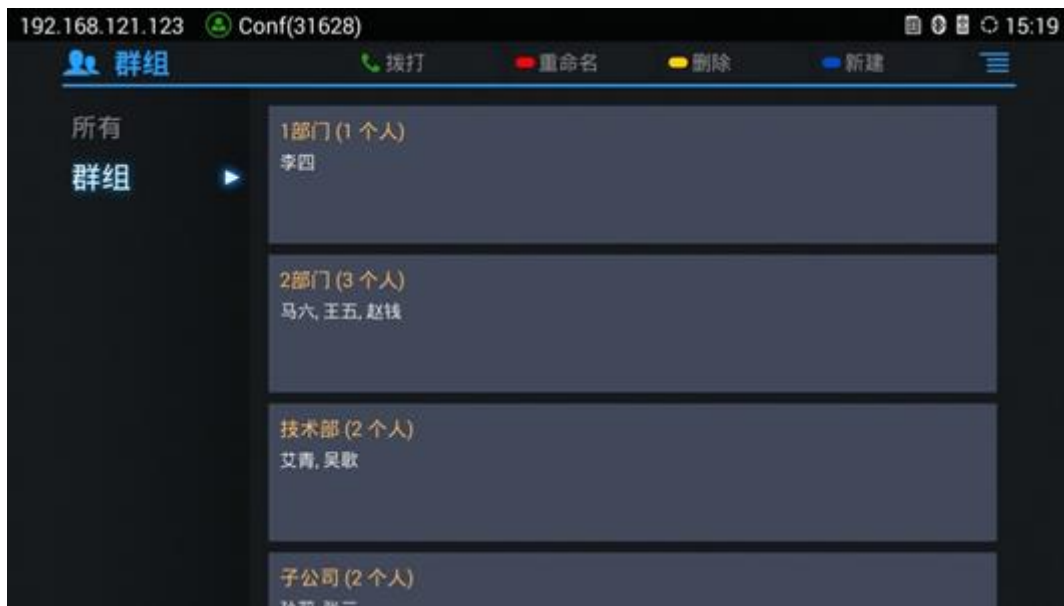 192.168.121.123 Conf(31628) 15:19
群组 拨打 重命名 删除 新建
所有
群组
1部门 (1 个人)
李四
2部门 (3 个人)
马六, 王五, 赵钱
技术部 (2 个人)
艾青, 吴歌
子公司 (2 个人)